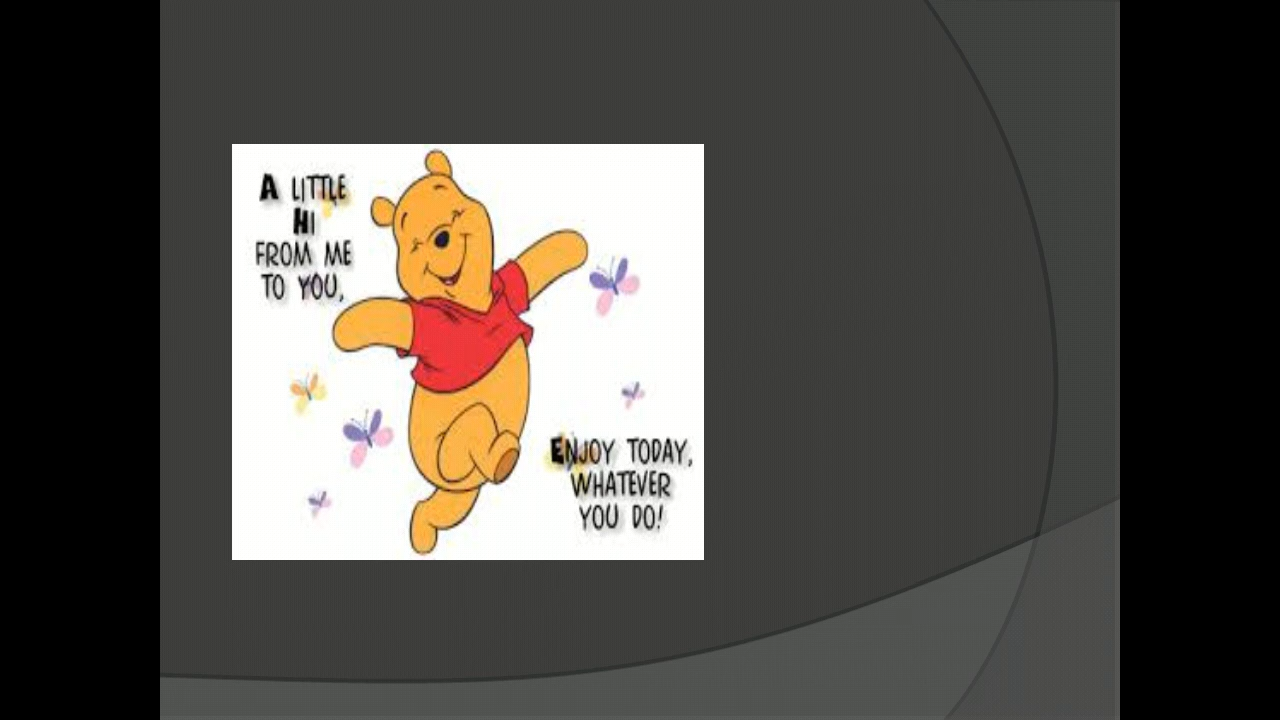 A LITTLE
HI
FROM ME
TO YOU,
ENJOY TODAY,
WHATEVER
YOU DO!